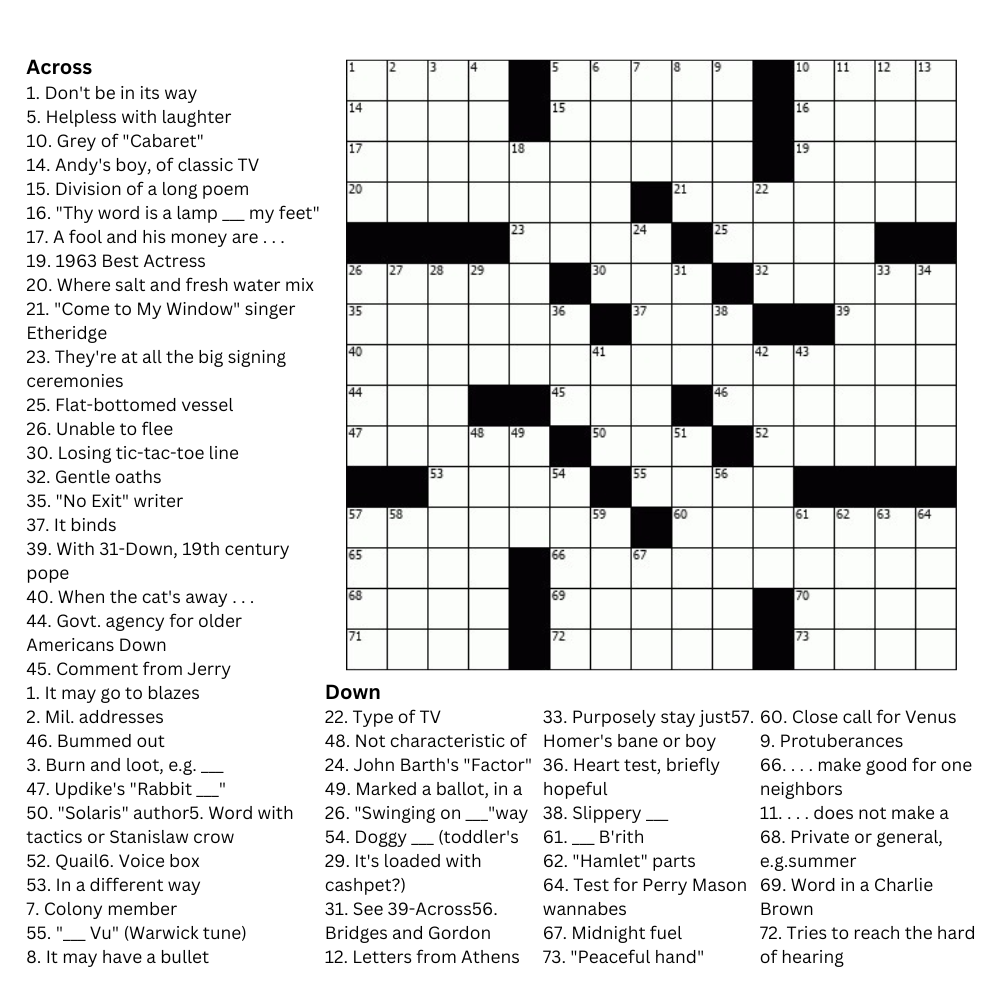 Across
1. Don't be in its way
5. Helpless with laughter
10. Grey of "Cabaret"
14. Andy's boy, of classic TV
15. Division of a long poem
16. "Thy word is a lamp ___ my feet"
17. A fool and his money are . . .
19. 1963 Best Actress
20. Where salt and fresh water mix
21. "Come to My Window" singer
Etheridge
23. They're at all the big signing
ceremonies
25. Flat-bottomed vessel
26. Unable to flee
30. Losing tic-tac-toe line
32. Gentle oaths
35. "No Exit" writer
37. It binds
39. With 31-Down, 19th century
pope
40. When the cat's away . . .
44. Govt. agency for older
Americans Down
45. Comment from Jerry
1. It may go to blazes
2. Mil. addresses
46. Bummed out
3. Burn and loot, e.g. ___
47. Updike's "Rabbit ___"
50. "Solaris" author5. Word with
tactics or Stanislaw crow
52. Quail6. Voice box
53. In a different way
7. Colony member
55. "___ Vu" (Warwick tune)
8. It may have a bullet
1 2 3 4 5 6 7 8 9 10 11 12 13
14 15 16
17 18 19
20 21 22
23 24 25
26 27 28 29 30 31 32 33 34
35 36 37 38 39
40 41 42 43
44 45 46
47 48 49 50 51 52
53 54 55 56
57 58 59 60 61 62 63 64
65 66 67
68 69 70
71 72 73
Down
22. Type of TV
48. Not characteristic of
24. John Barth's "Factor"
49. Marked a ballot, in a
26. "Swinging on ___"way
54. Doggy ___ (toddler's
29. It's loaded with
cashpet?)
31. See 39-Across56.
Bridges and Gordon
12. Letters from Athens
33. Purposely stay just57.
Homer's bane or boy
36. Heart test, briefly
hopeful
38. Slippery ___
61. ___ B'rith
62. "Hamlet" parts
64. Test for Perry Mason
wannabes
67. Midnight fuel
73. "Peaceful hand"
60. Close call for Venus
9. Protuberances
66. . . . make good for one
neighbors
11. . . . does not make a
68. Private or general,
e.g.summer
69. Word in a Charlie
Brown
72. Tries to reach the hard
of hearing